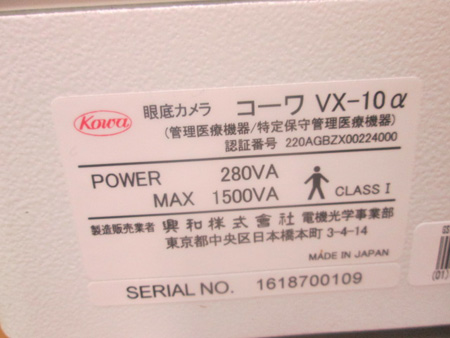 Kowa 眼底カメラ コーワ VX-10α
(管理医療機器/特定保守管理医療機器)
認証番号 220AGBZX00224000
POWER 280VA
MAX 1500VA CLASS I
製造販売業者 興和株式會社 電機光学事業部
東京都中央区日本橋本町 3-4-14
MADE IN JAPAN
SERIAL NO. 1618700109
(01)